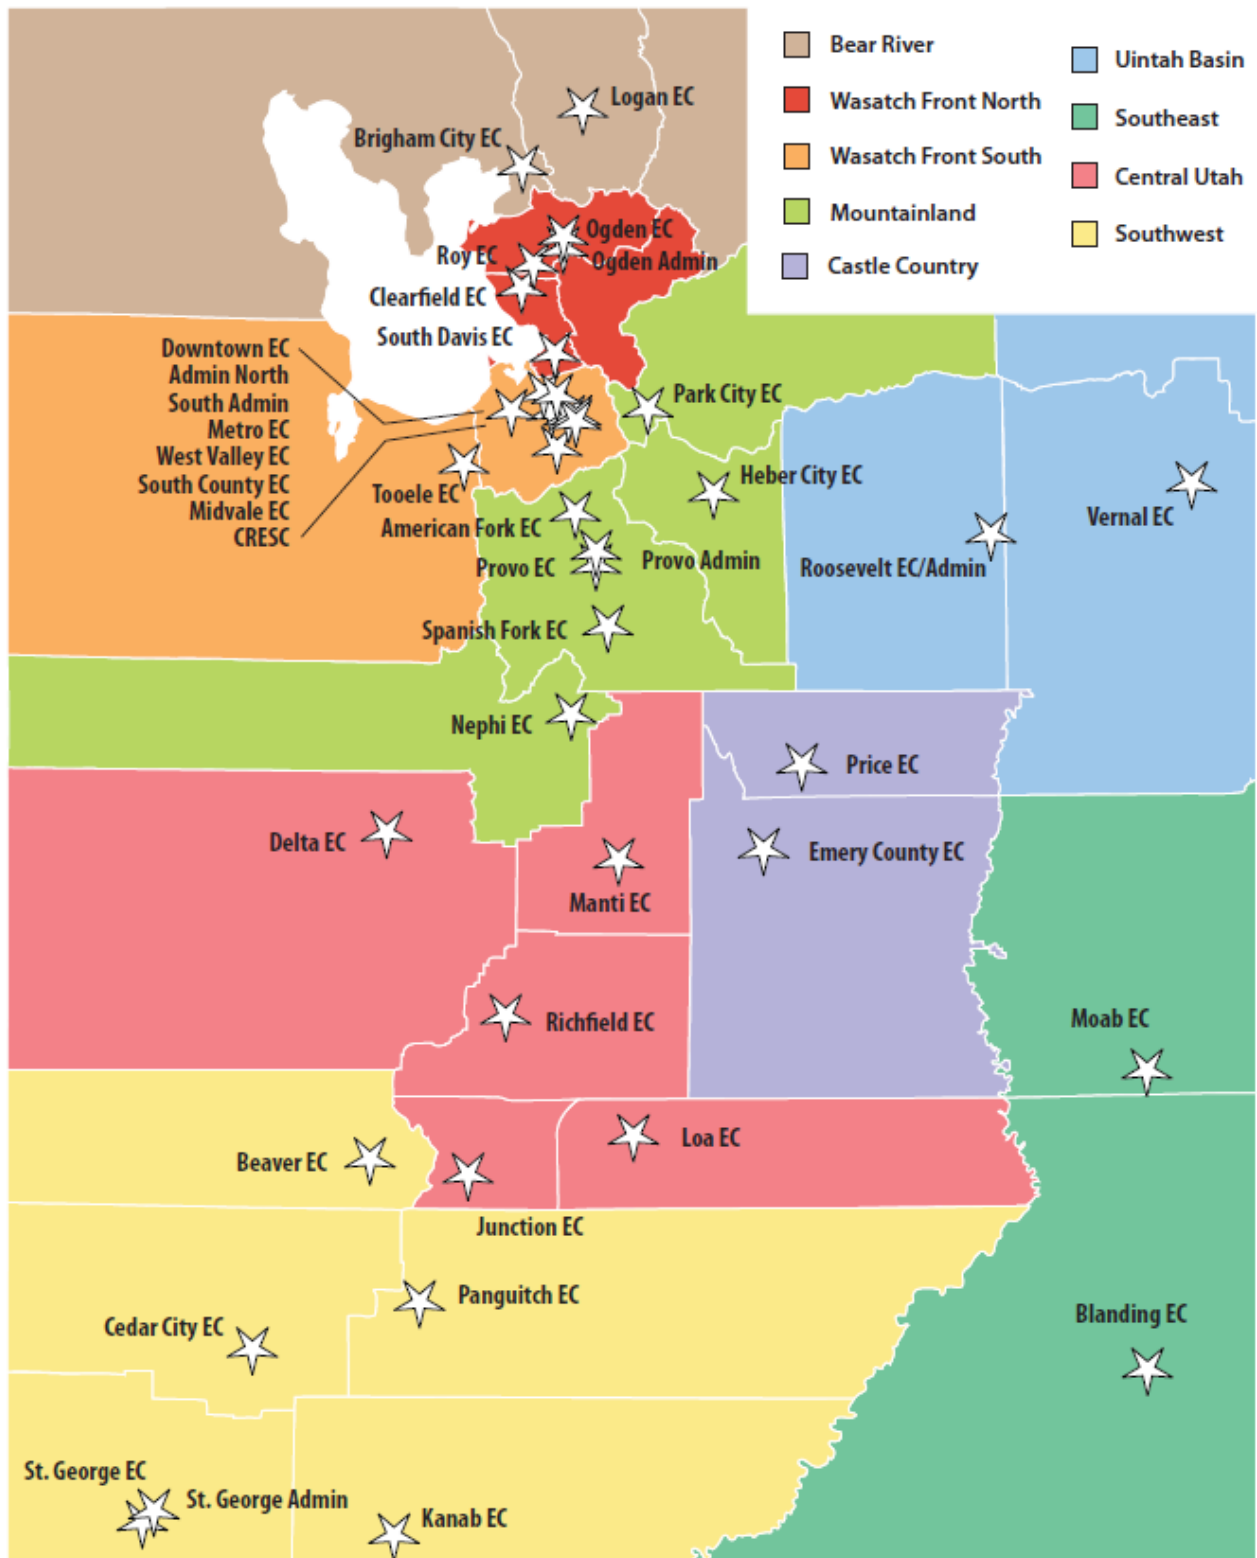 Bear River
Wasatch Front North
Wasatch Front South
Mountainland
Castle Country
Uintah Basin
Southeast
Central Utah
Southwest
Logan EC
Brigham City EC
Ogden EC
Roy EC
Ogden Admin
Clearfield EC
South Davis EC
Downtown EC
Admin North
South Admin
Metro EC
West Valley EC
South County EC
Midvale EC
CRESC
Park City EC
Tooele EC
Heber City EC
American Fork EC
Vernal EC
Provo EC
Provo Admin
Roosevelt EC/Admin
Spanish Fork EC
Nephi EC
Price EC
Delta EC
Emery County EC
Manti EC
Richfield EC
Moab EC
Beaver EC
Loa EC
Junction EC
Panguitch EC
Cedar City EC
Blanding EC
St. George EC
St. George Admin
Kanab EC